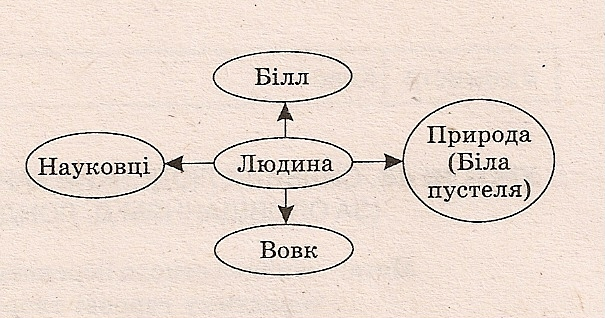 Білл
Науковці
Людина
Природа
(Біла
пустеля)
Вовк